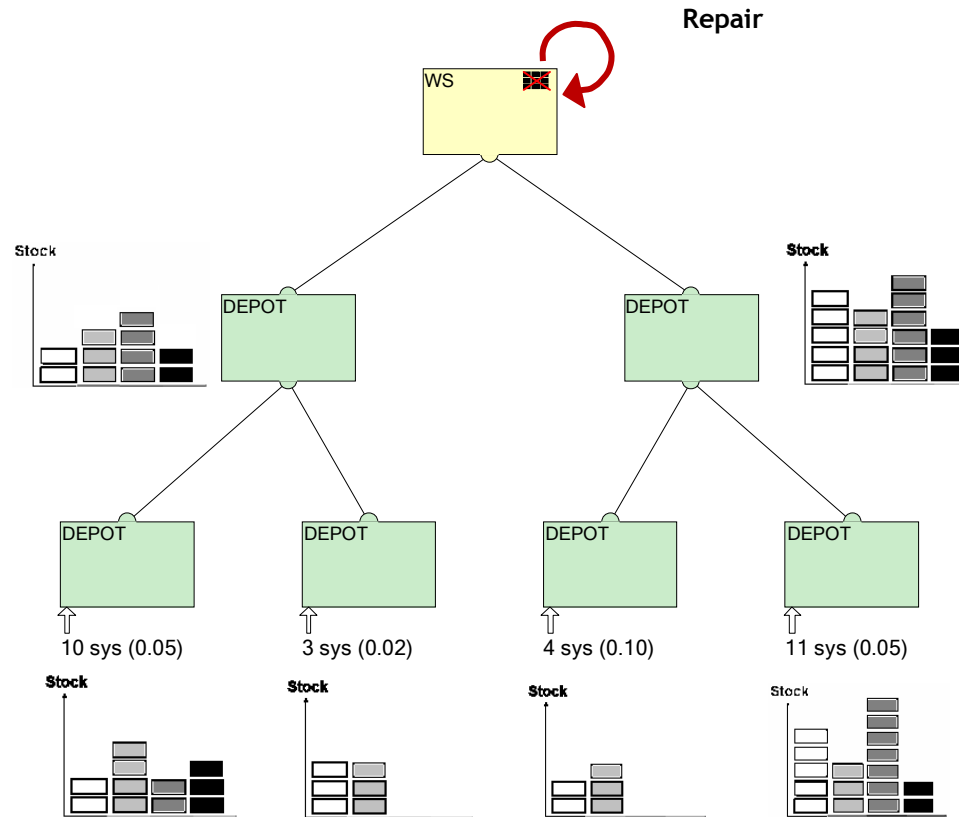 Repair
WS
Stock
Stock
DEPOT
DEPOT
DEPOT
DEPOT
DEPOT
DEPOT
10 sys (0.05)
3 sys (0.02)
4 sys (0.10)
11 sys (0.05)
Stock
Stock
Stock
Stock